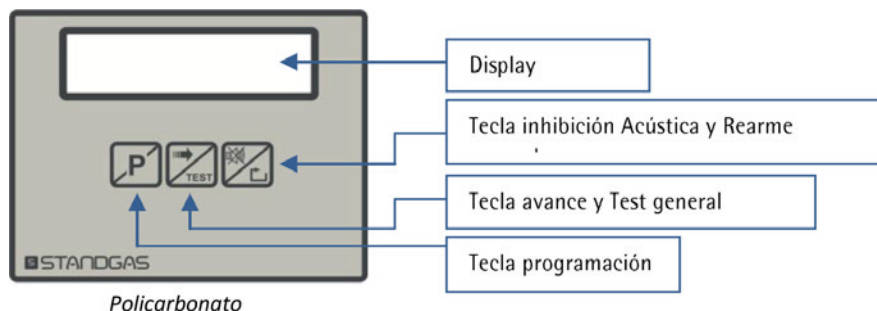 Display
Tecla inhibición Acústica y Rearme
P
TEST
Tecla avance y Test general
Tecla programación
STANDGAS
Policarbonato